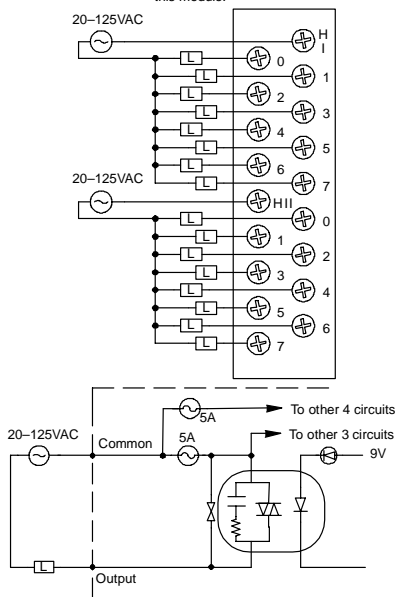 this module.
20–125VAC
H
I
L
0
L
1
L
2
L
3
L
4
L
5
L
6
20–125VAC
L
7
HII
L
0
L
1
L
2
L
3
L
4
L
5
L
6
L
7
To other 4 circuits
5A
20–125VAC
Common
5A
To other 3 circuits
9V
L
Output